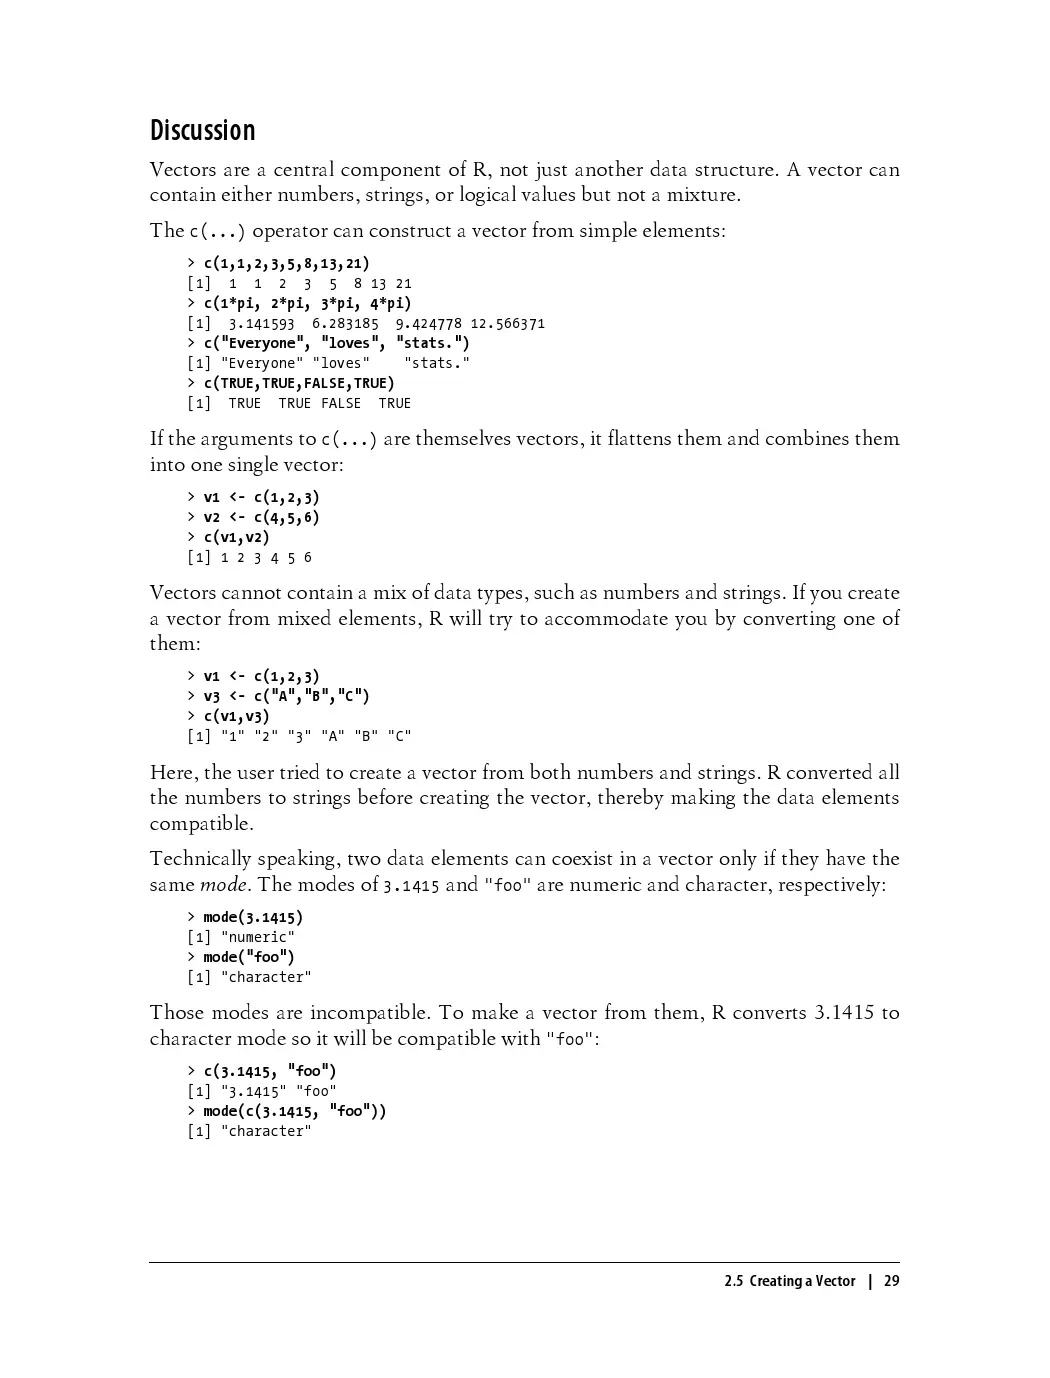 Discussion
Vectors are a central component of R, not just another data structure. A vector can
contain either numbers, strings, or logical values but not a mixture.
The c(...) operator can construct a vector from simple elements:
> c(1,1,2,3,5,8,13,21)
[1]  1  1  2  3  5  8 13 21
> c(1*pi, 2*pi, 3*pi, 4*pi)
[1]  3.141593  6.283185  9.424778 12.566371
> c("Everyone", "loves", "stats.")
[1] "Everyone" "loves"    "stats."
> c(TRUE,TRUE,FALSE,TRUE)
[1]  TRUE  TRUE FALSE  TRUE
If the arguments to c(...) are themselves vectors, it flattens them and combines them
into one single vector:
> v1 <- c(1,2,3)
> v2 <- c(4,5,6)
> c(v1,v2)
[1] 1 2 3 4 5 6
Vectors cannot contain a mix of data types, such as numbers and strings. If you create
a vector from mixed elements, R will try to accommodate you by converting one of
them:
> v1 <- c(1,2,3)
> v3 <- c("A","B","C")
> c(v1,v3)
[1] "1" "2" "3" "A" "B" "C"
Here, the user tried to create a vector from both numbers and strings. R converted all
the numbers to strings before creating the vector, thereby making the data elements
compatible.
Technically speaking, two data elements can coexist in a vector only if they have the
same mode. The modes of 3.1415 and "foo" are numeric and character, respectively:
> mode(3.1415)
[1] "numeric"
> mode("foo")
[1] "character"
Those modes are incompatible. To make a vector from them, R converts 3.1415 to
character mode so it will be compatible with "foo":
> c(3.1415, "foo")
[1] "3.1415" "foo"
> mode(c(3.1415, "foo"))
[1] "character"
2.5 Creating a Vector | 29